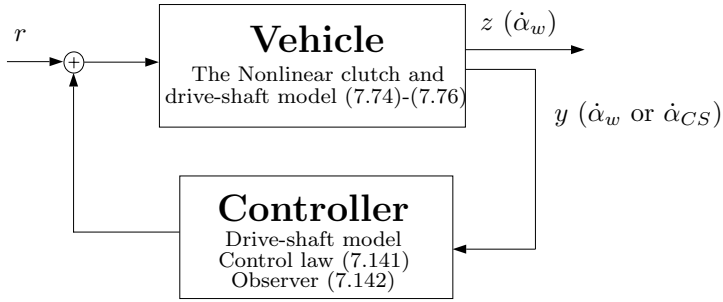 r
+
Vehicle
The Nonlinear clutch and
drive-shaft model (7.74)-(7.76)
z (α̇_w)
y (α̇_w or α̇_CS)
Controller
Drive-shaft model
Control law (7.141)
Observer (7.142)